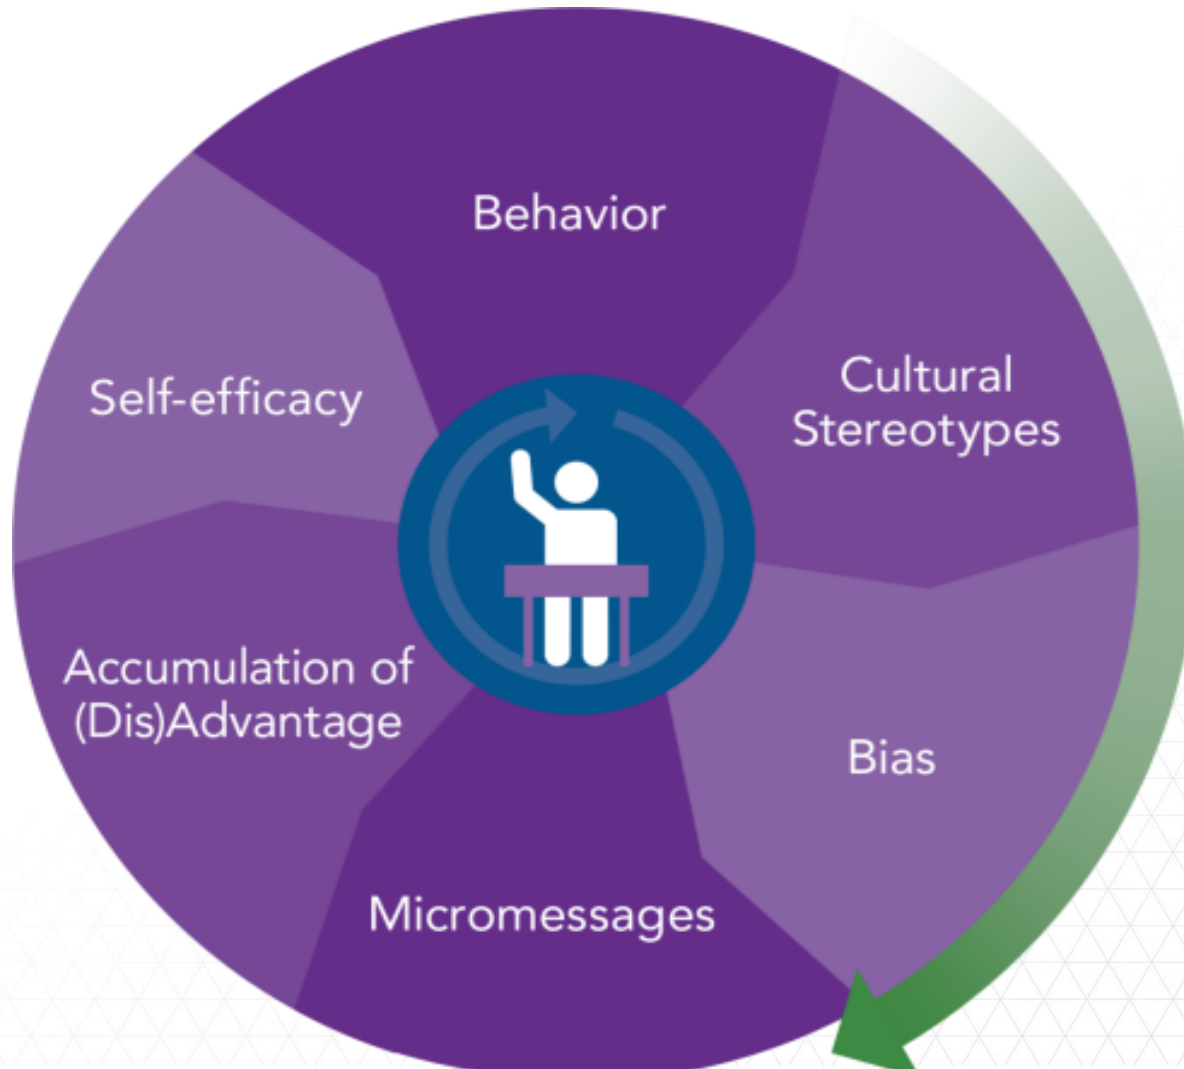 Behavior
Cultural
Stereotypes
Bias
Micromessages
Accumulation of
(Dis)Advantage
Self-efficacy